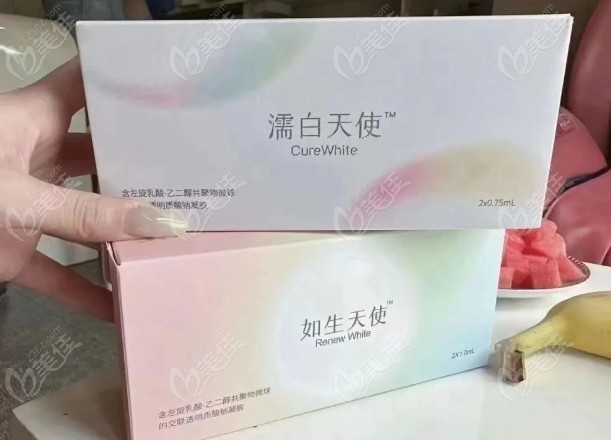 濡白天使™
CureWhite
含左旋乳酸-乙二醇共聚物微球
透明质酸钠凝胶
2x0.75mL
如生天使™
Renew White
含左旋乳酸-乙二醇共聚物微球
的交联透明质酸钠凝胶
2X1.0mL
美佳